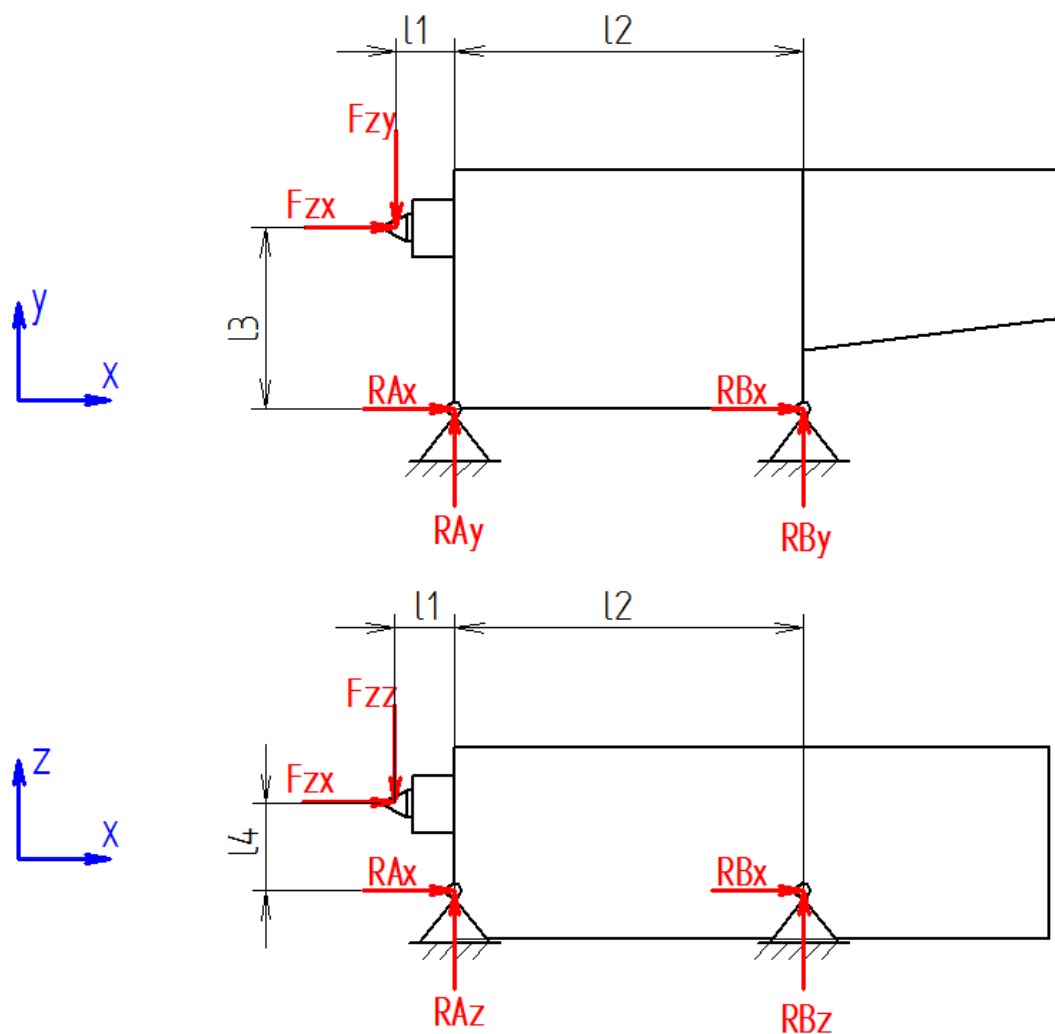 l1 l2
Fzy
Fzx
y
l3
x
RAx RBx
RAy RBy
l1 l2
Fzz
z
Fzx
x
l4
RAx RBx
RAz RBz